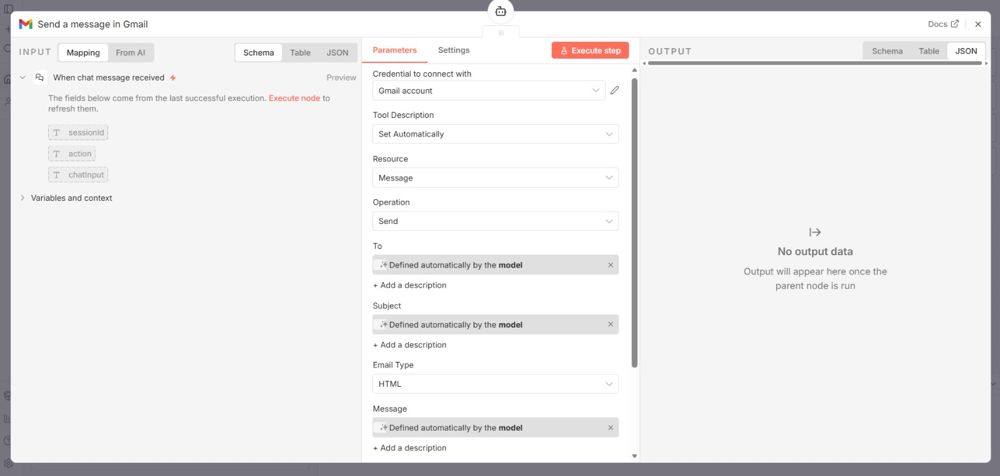 Send a message in Gmail
Docs
INPUT
Mapping
From AI
Schema
Table
JSON
When chat message received
Preview
The fields below come from the last successful execution. Execute node to
refresh them.
T sessionId
T action
T chatInput
Variables and context
Parameters
Settings
Execute step
Credential to connect with
Gmail account
Tool Description
Set Automatically
Resource
Message
Operation
Send
To
Defined automatically by the model
+ Add a description
Subject
Defined automatically by the model
+ Add a description
Email Type
HTML
Message
Defined automatically by the model
+ Add a description
OUTPUT
Schema
Table
JSON
No output data
Output will appear here once the
parent node is run